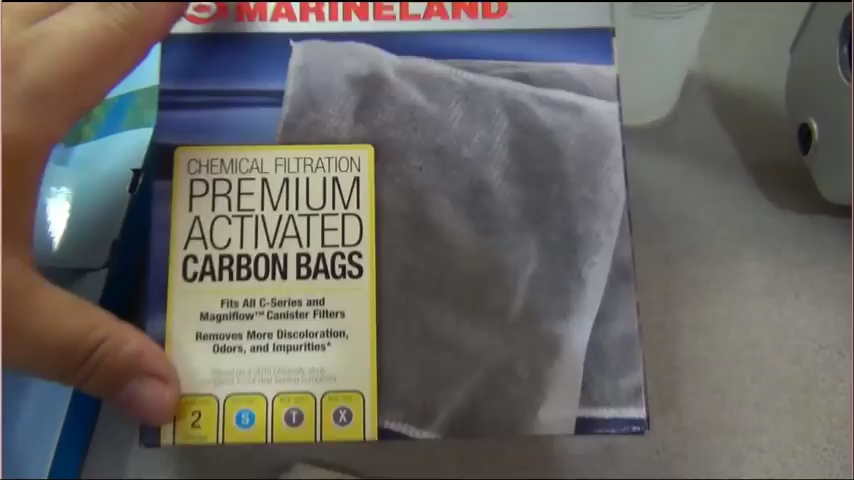 MARINELAND
CHEMICAL FILTRATION
PREMIUM
ACTIVATED
CARBON BAGS
Fits All C-Series and
Magniflow™ Canister Filters
Removes More Discoloration,
Odors, and Impurities*
2 S T X